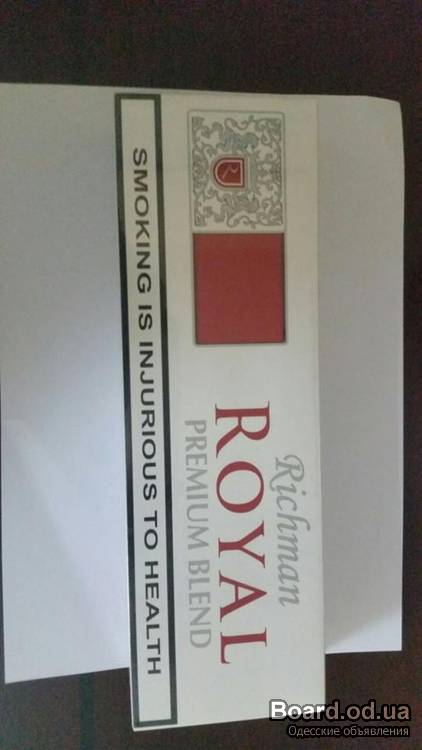 R
Richman
ROYAL
PREMIUM BLEND
SMOKING IS INJURIOUS TO HEALTH
Board.od.ua
Одесские объявления